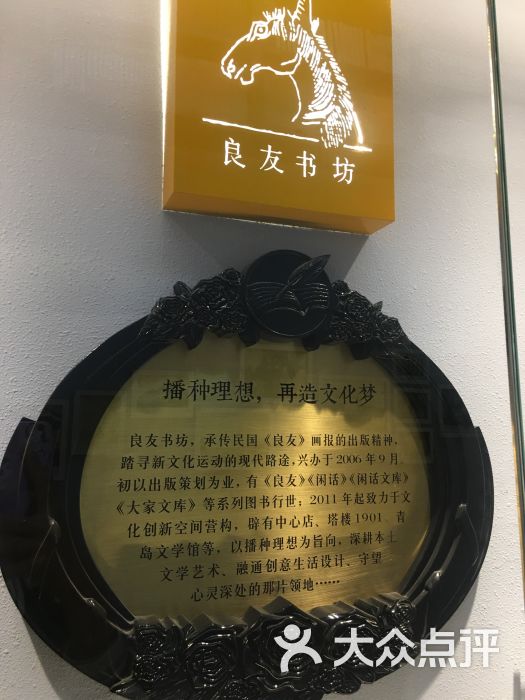 良友书坊
播种理想，再造文化梦
良友书坊，承传民国《良友》画报的出版精神，
踏寻新文化运动的现代路途，兴办于2006年9月。
初以出版策划为业，有《良友》《闲话》《闲话文库》
《大家文库》等系列图书行世；2011年起致力于文
化创新空间营构，辟有中心店、塔楼1901、青
岛文学馆等，以播种理想为旨向，深耕本土
文学艺术、融通创意生活设计、守望
心灵深处的那片领地……
大众点评